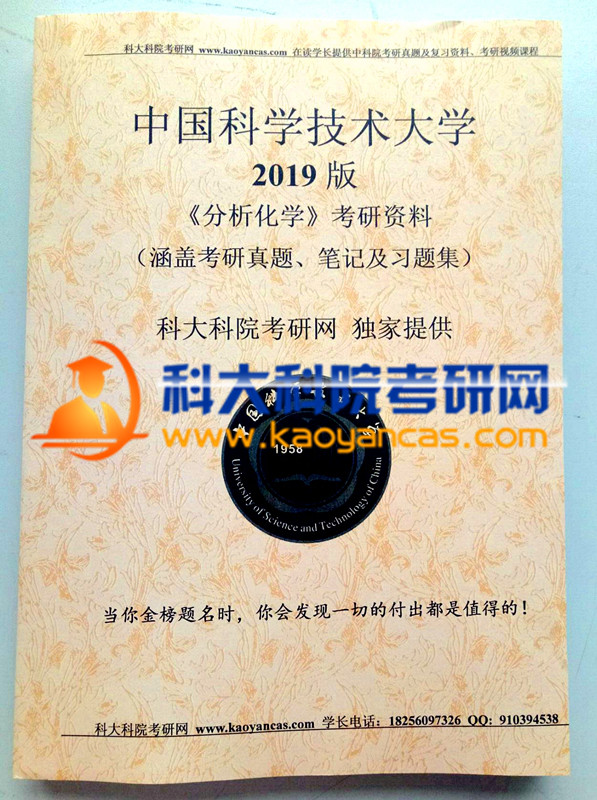 科大科院考研网 www.kaoyancas.com 在读学长提供中科院考研真题及复习资料、考研视频课程
中国科学技术大学
2019 版
《分析化学》考研资料
（涵盖考研真题、笔记及习题集）
科大科院考研网 独家提供
科大科院考研网
www.kaoyancas.com
1958
University of Science and Technology of China
当你金榜题名时，你会发现一切的付出都是值得的！
科大科院考研网 www.kaoyancas.com 学长电话：18256097326 QQ：910394538